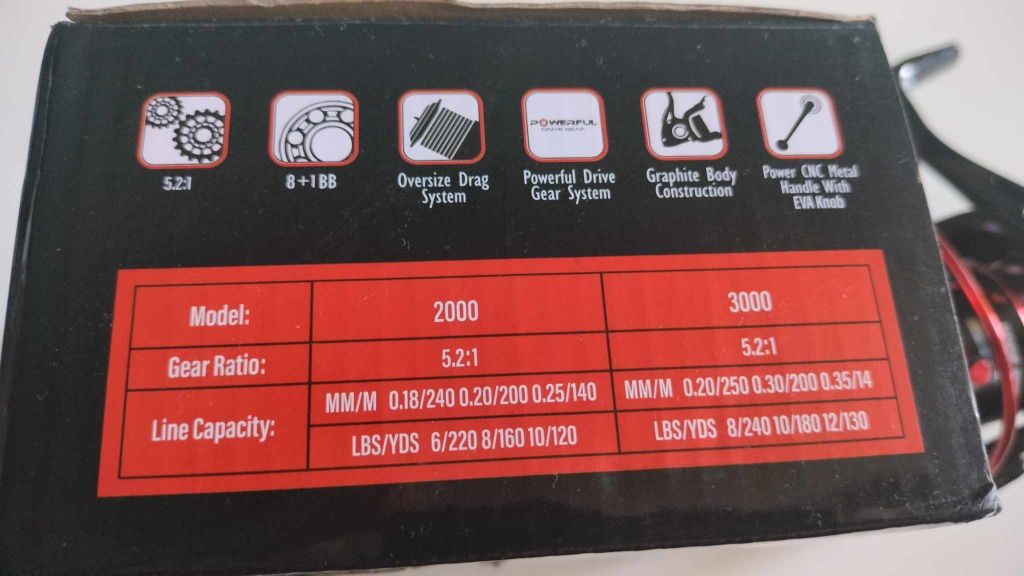 POWERFUL
DRIVE GEAR
5.2:1
8+1BB
Oversize Drag
System
Powerful Drive
Gear System
Graphite Body
Construction
Power CNC Metal
Handle With
EVA Knob
Model: 2000 3000
Gear Ratio: 5.2:1 5.2:1
Line Capacity:
MM/M 0.18/240 0.20/200 0.25/140
MM/M 0.20/250 0.30/200 0.35/14
LBS/YDS 6/220 8/160 10/120
LBS/YDS 8/240 10/180 12/130